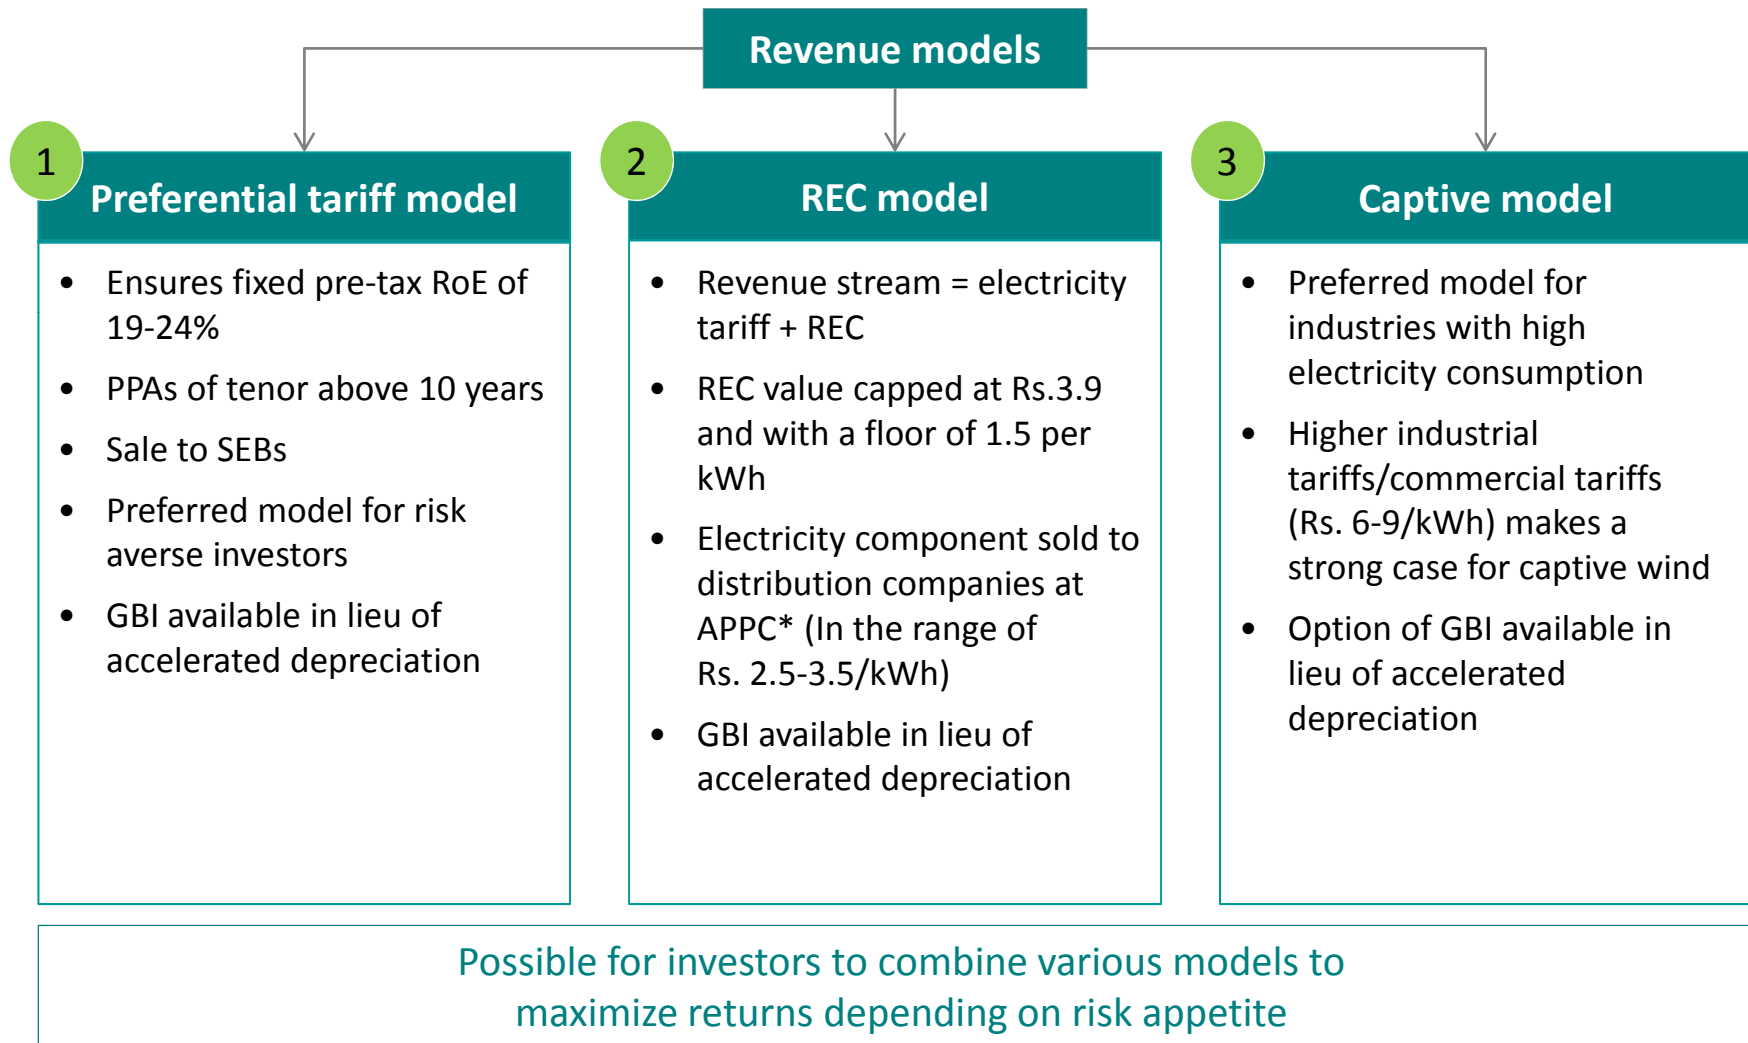 Revenue models
1
Preferential tariff model
• Ensures fixed pre-tax RoE of
19-24%
• PPAs of tenor above 10 years
• Sale to SEBs
• Preferred model for risk
averse investors
• GBI available in lieu of
accelerated depreciation
2
REC model
• Revenue stream = electricity
tariff + REC
• REC value capped at Rs.3.9
and with a floor of 1.5 per
kWh
• Electricity component sold to
distribution companies at
APPC* (In the range of
Rs. 2.5-3.5/kWh)
• GBI available in lieu of
accelerated depreciation
3
Captive model
• Preferred model for
industries with high
electricity consumption
• Higher industrial
tariffs/commercial tariffs
(Rs. 6-9/kWh) makes a
strong case for captive wind
• Option of GBI available in
lieu of accelerated
depreciation
Possible for investors to combine various models to
maximize returns depending on risk appetite